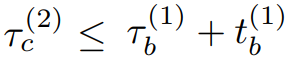 τ_c^{(2)} ≤ τ_b^{(1)} + t_b^{(1)}